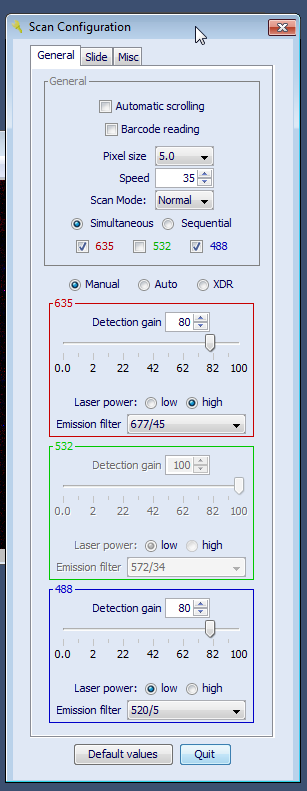 Scan Configuration
General Slide Misc
General
Automatic scrolling
Barcode reading
Pixel size 5.0
Speed 35
Scan Mode: Normal
Simultaneous Sequential
635 532 488
Manual Auto XDR
635
Detection gain 80
0.0 2 22 42 62 82 100
Laser power: low high
Emission filter 677/45
532
Detection gain 100
0.0 2 22 42 62 82 100
Laser power: low high
Emission filter 572/34
488
Detection gain 80
0.0 2 22 42 62 82 100
Laser power: low high
Emission filter 520/5
Default values Quit